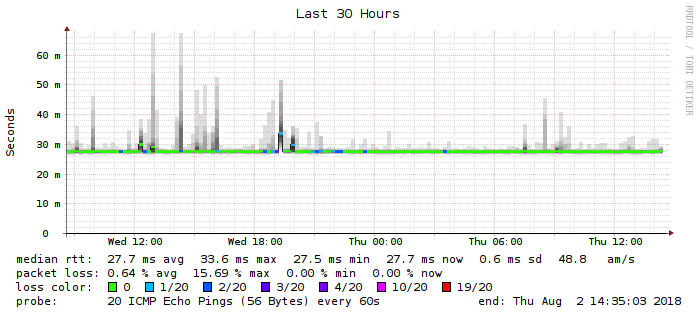 Last 30 Hours
RRDTOOL / TOBI OETIKER
Seconds
60 m
50 m
40 m
30 m
20 m
10 m
0
Wed 12:00 Wed 18:00 Thu 00:00 Thu 06:00 Thu 12:00
median rtt: 27.7 ms avg 33.6 ms max 27.5 ms min 27.7 ms now 0.6 ms sd 48.8 am/s
packet loss: 0.64 % avg 15.69 % max 0.00 % min 0.00 % now
loss color: 0 1/20 2/20 3/20 4/20 10/20 19/20
probe: 20 ICMP Echo Pings (56 Bytes) every 60s end: Thu Aug 2 14:35:03 2018